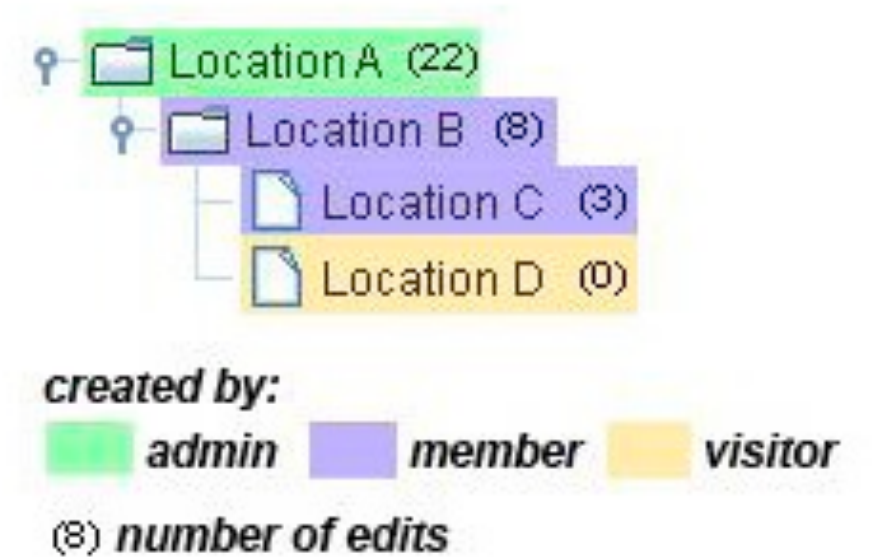 Location A (22)
Location B (8)
Location C (3)
Location D (0)
created by:
admin member visitor
(8) number of edits